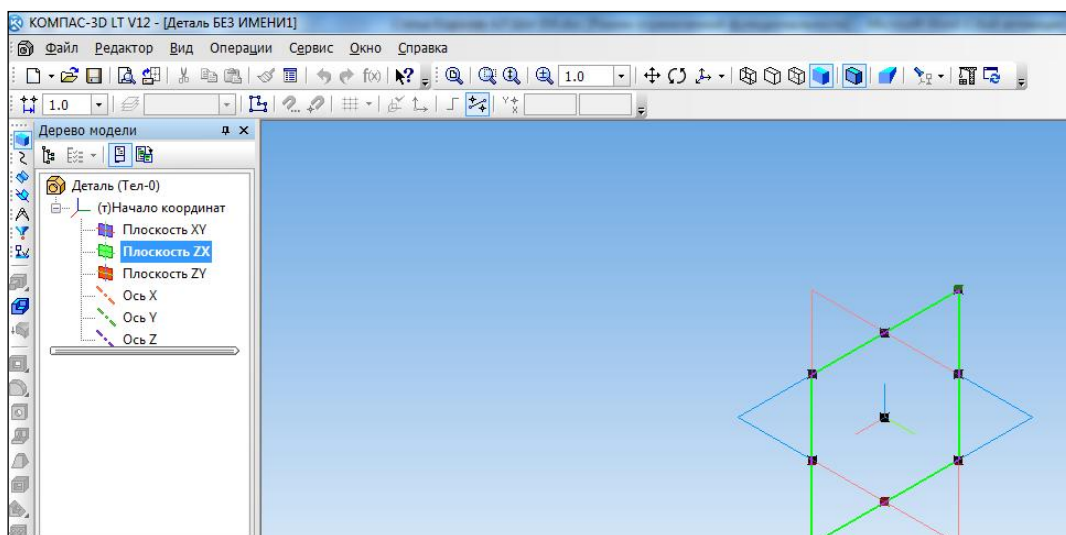 КОМПАС-3D LT V12 - [Деталь БЕЗ ИМЕНИ1]
Файл Редактор Вид Операции Сервис Окно Справка
1.0
1.0
Дерево модели
Деталь (Тел-0)
(т)Начало координат
Плоскость XY
Плоскость ZX
Плоскость ZY
Ось X
Ось Y
Ось Z